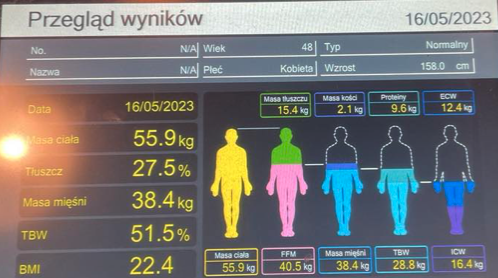 Przegląd wyników 16/05/2023
No. N/A Wiek 48 Typ Normalny
Nazwa N/A Płeć Kobieta Wzrost 158.0 cm
Data 16/05/2023
Masa ciała 55.9 kg
Tłuszcz 27.5 %
Masa mięśni 38.4 kg
TBW 51.5 %
BMI 22.4
Masa tłuszczu Masa kości Proteiny ECW
15.4 kg 2.1 kg 9.6 kg 12.4 kg
Masa ciała FFM Masa mięśni TBW ICW
55.9 kg 40.5 kg 38.4 kg 28.8 kg 16.4 kg